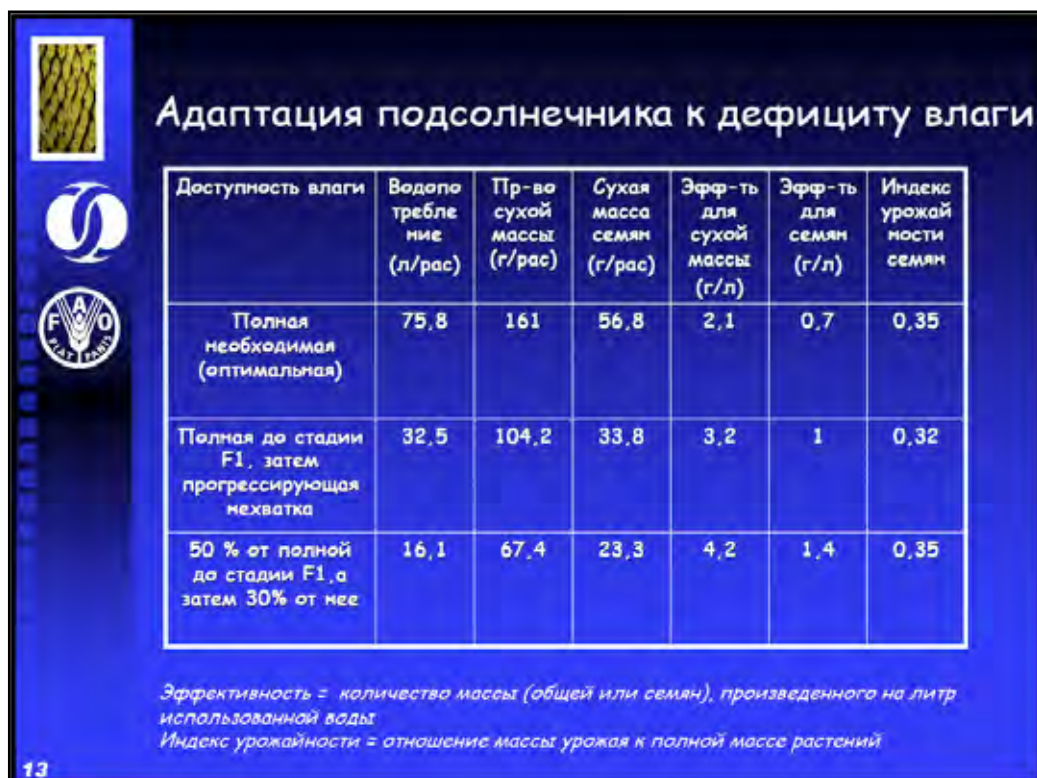 Адаптация подсолнечника к дефициту влаги
Доступность влаги
Водопо
требле
ние
(л/рас)
Пр-во
сухой
массы
(г/рас)
Сухая
масса
семян
(г/рас)
Эфф-ть
для
сухой
массы
(г/л)
Эфф-ть
для
семян
(г/л)
Индекс
урожай
ности
семян
Полная
необходимая
(оптимальная)
75,8
161
56,8
2,1
0,7
0,35
Полная до стадии
F1, затем
прогрессирующая
нехватка
32,5
104,2
33,8
3,2
1
0,32
50 % от полной
до стадии F1,а
затем 30% от нее
16,1
67,4
23,3
4,2
1,4
0,35
FAO
FIAT PANIS
Эффективность = количество массы (общей или семян), произведенного на литр
использованной воды
Индекс урожайности = отношение массы урожая к полной массе растений
13